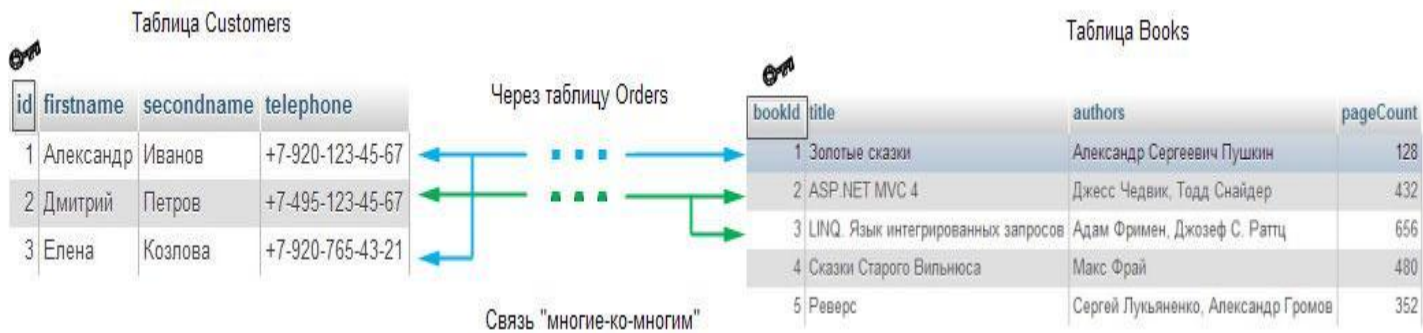 Таблица Customers
id firstname secondname telephone
1 Александр Иванов +7-920-123-45-67
2 Дмитрий Петров +7-495-123-45-67
3 Елена Козлова +7-920-765-43-21
Через таблицу Orders
Связь "многие-ко-многим"
Таблица Books
bookId title authors pageCount
1 Золотые сказки Александр Сергеевич Пушкин 128
2 ASP.NET MVC 4 Джесс Чедвик, Тодд Снайдер 432
3 LINQ. Язык интегрированных запросов Адам Фримен, Джозеф С. Раттц 656
4 Сказки Старого Вильнюса Макс Фрай 480
5 Реверс Сергей Лукьяненко, Александр Громов 352